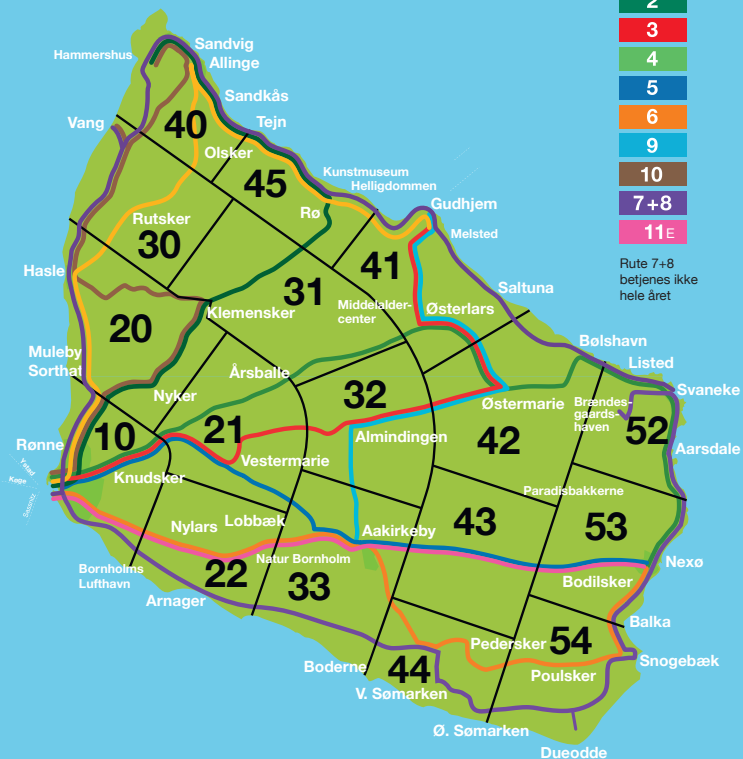 2
3
4
5
6
9
10
7+8
11E
Rute 7+8
betjenes ikke
hele året
Hammershus
Sandvig
Allinge
Sandkås
Tejn
Vang
40
Olsker
45
Kunstmuseum
Helligdommen
Rø
Gudhjem
Rutsker
Melsted
30
41
Hasle
31
Saltuna
Klemensker
Middelalder-
center
Østerlars
20
Bølshavn
Muleby
Sorthat
Listed
Årsballe
Nyker
32
Svaneke
Østermarie
Brændes-
gaards-
haven
10
21
Almindingen
42
52
Rønne
Aarsdale
Vestermarie
Ystad
Køge
Sassnitz
Knudsker
Paradisbakkerne
Nylars
Lobbæk
Aakirkeby
43
53
Natur Bornholm
Nexø
Bornholms
Lufthavn
22
33
Bodilsker
Arnager
Balka
Pedersker
54
Snogebæk
Boderne
44
Poulsker
V. Sømarken
Ø. Sømarken
Dueodde